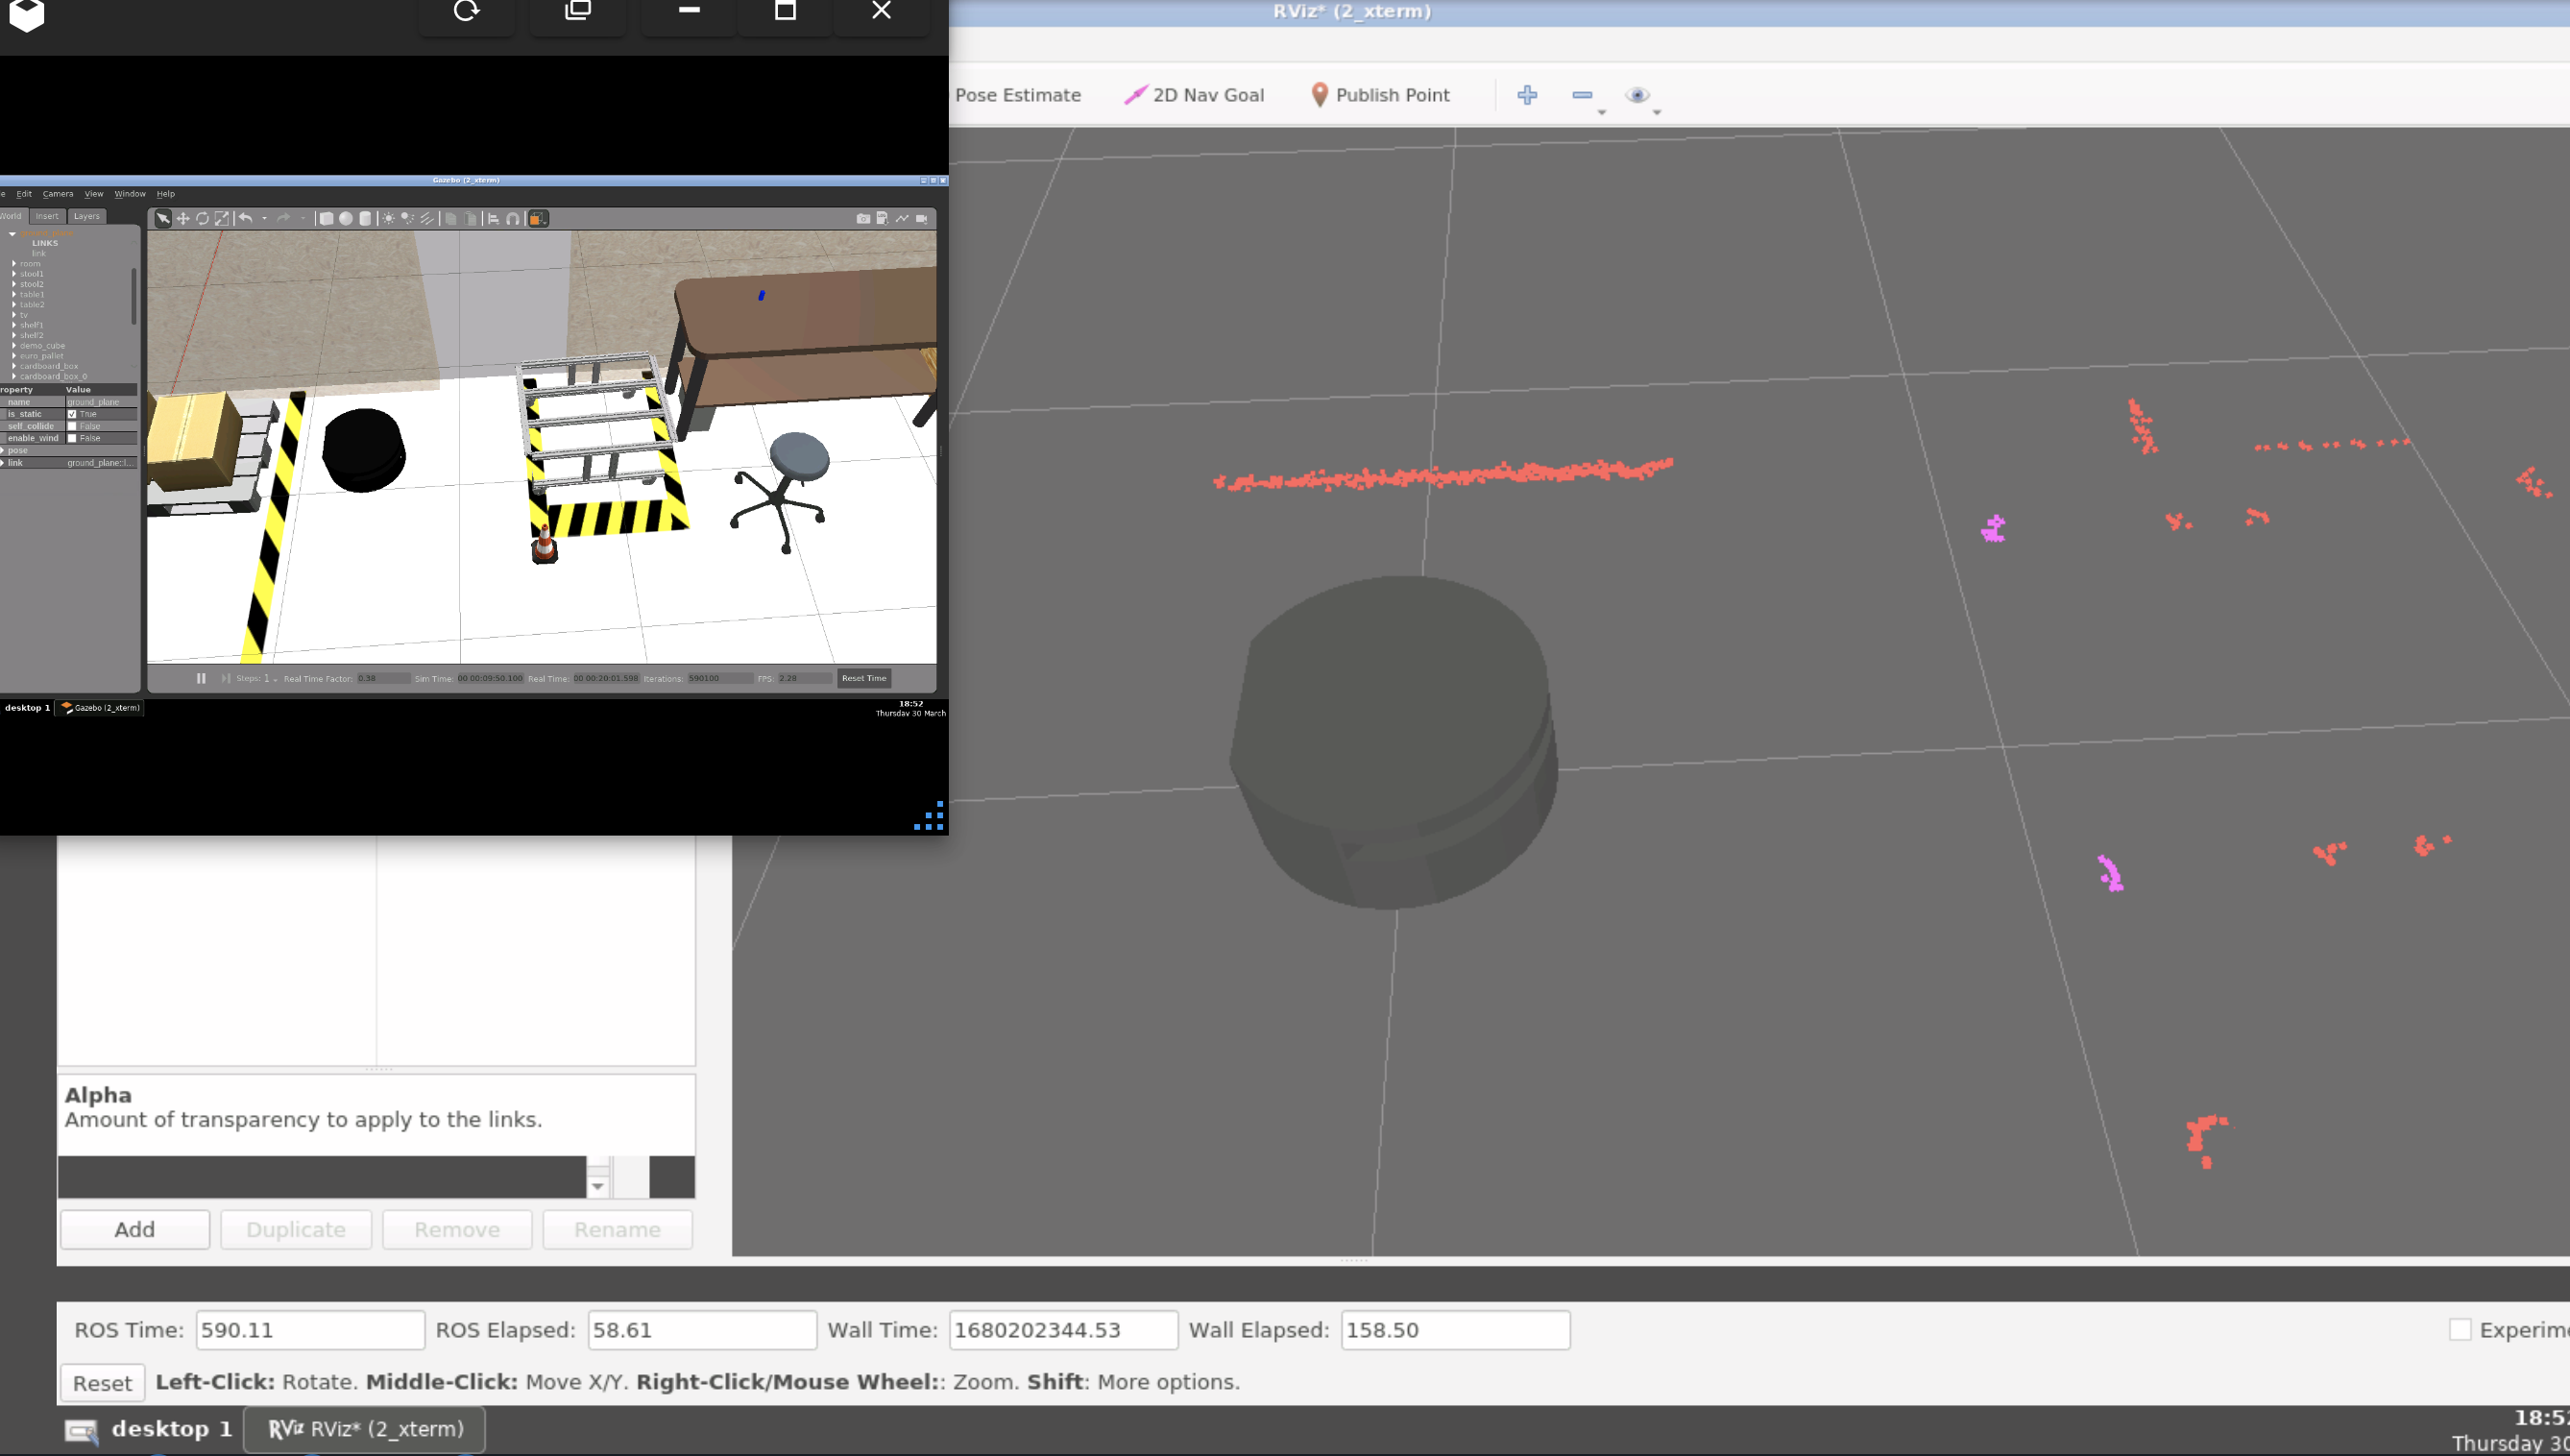 RViz* (2_xterm)
Pose Estimate 2D Nav Goal Publish Point
Gazebo (2_xterm)
Edit Camera View Window Help
World Insert Layers
LINKS
link
room
stool1
stool2
table1
table2
tv
shelf1
shelf2
demo_cube
euro_pallet
cardboard_box
cardboard_box_0
roperty Value
name ground_plane
is_static True
self_collide False
enable_wind False
pose
link ground_plane::l...
Steps: 1 Real Time Factor: 0.38 Sim Time: 00 00:09:50.100 Real Time: 00 00:20:01.598 Iterations: 590100 FPS: 2.28 Reset Time
desktop 1 Gazebo (2_xterm) 18:52
Thursday 30 March
Alpha
Amount of transparency to apply to the links.
Add Duplicate Remove Rename
ROS Time: 590.11 ROS Elapsed: 58.61 Wall Time: 1680202344.53 Wall Elapsed: 158.50 Experime
Reset Left-Click: Rotate. Middle-Click: Move X/Y. Right-Click/Mouse Wheel:: Zoom. Shift: More options.
desktop 1 RViz RViz* (2_xterm) 18:52
Thursday 30